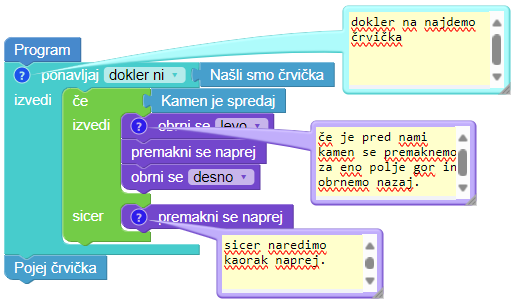 Program
ponavljaj dokler ni Našli smo črvička
izvedi
če Kamen je spredaj
izvedi obrni se levo
premakni se naprej
obrni se desno
sicer premakni se naprej
Pojej črvička
dokler na najdemo
črvička
če je pred nami
kamen se premaknemo
za eno polje gor in
obrnemo nazaj.
sicer naredimo
kaorak naprej.